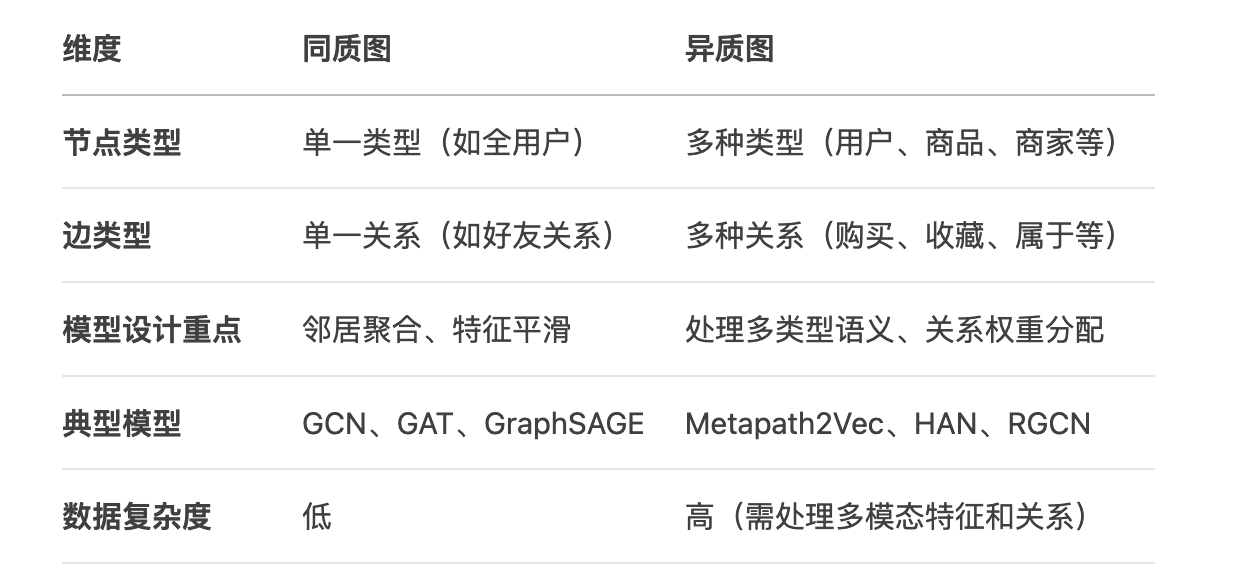 维度 同质图 异质图
节点类型 单一类型（如全用户） 多种类型（用户、商品、商家等）
边类型 单一关系（如好友关系） 多种关系（购买、收藏、属于等）
模型设计重点 邻居聚合、特征平滑 处理多类型语义、关系权重分配
典型模型 GCN、GAT、GraphSAGE Metapath2Vec、HAN、RGCN
数据复杂度 低 高（需处理多模态特征和关系）